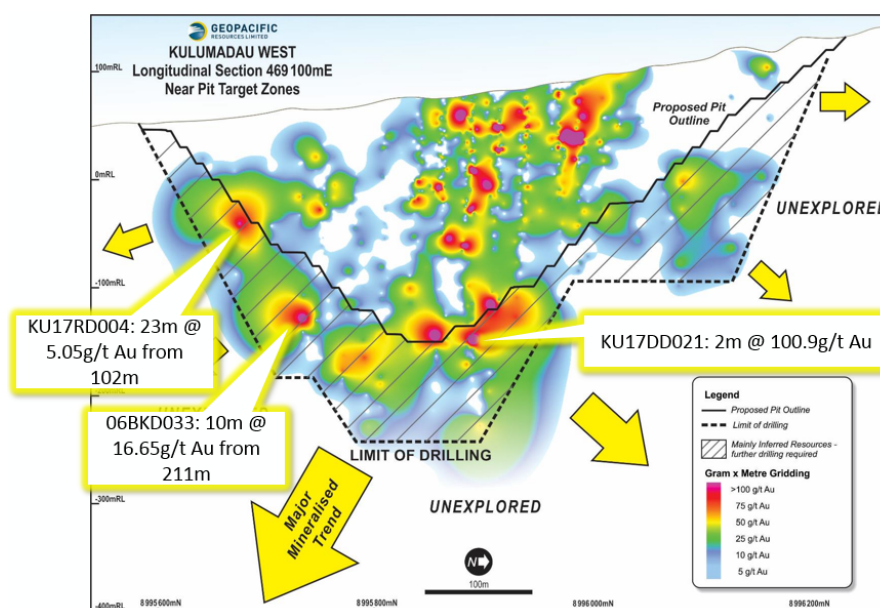 GEOPACIFIC
RESOURCES LIMITED
KULUMADAU WEST
Longitudinal Section 469 100mE
Near Pit Target Zones
100mRL
Proposed Pit
Outline
0mRL
UNEXPLORED
-100mRL
KU17RD004: 23m @
5.05g/t Au from
102m
KU17DD021: 2m @ 100.9g/t Au
06BKD033: 10m @
16.65g/t Au from
211m
LIMIT OF DRILLING
UNEXPLORED
Major
Mineralised
Trend
-300mRL
Legend
Proposed Pit Outline
Limit of drilling
Mainly Inferred Resources -
further drilling required
Gram x Metre Gridding
>100 g/t Au
75 g/t Au
50 g/t Au
25 g/t Au
10 g/t Au
5 g/t Au
N
100m
-400mRL
8995600mN
8995800mN
8996000mN
8996200mN